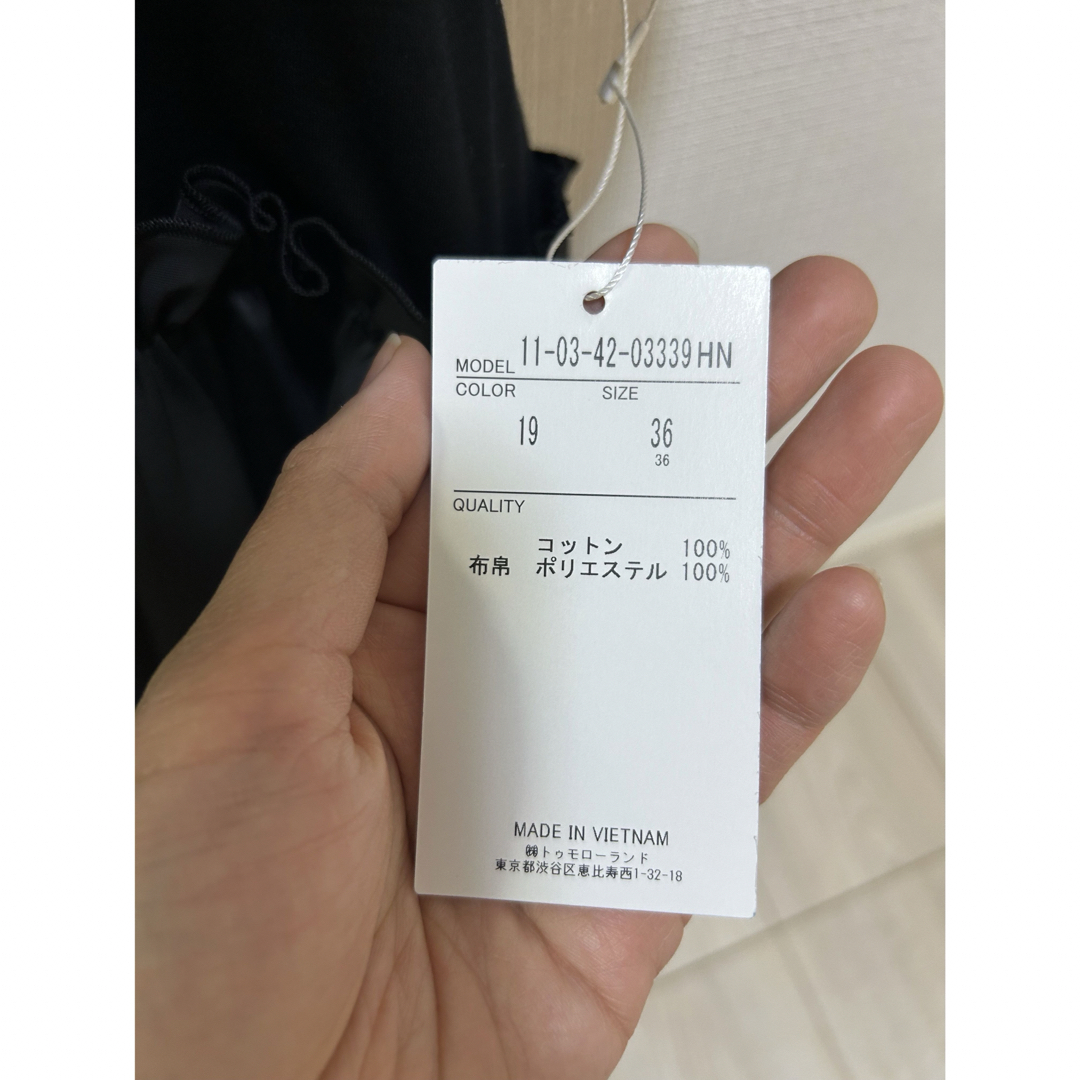 MODEL 11-03-42-03339HN
COLOR SIZE
19 36
36
QUALITY
コットン 100%
布帛 ポリエステル 100%
MADE IN VIETNAM
㈱トゥモローランド
東京都渋谷区恵比寿西1-32-18